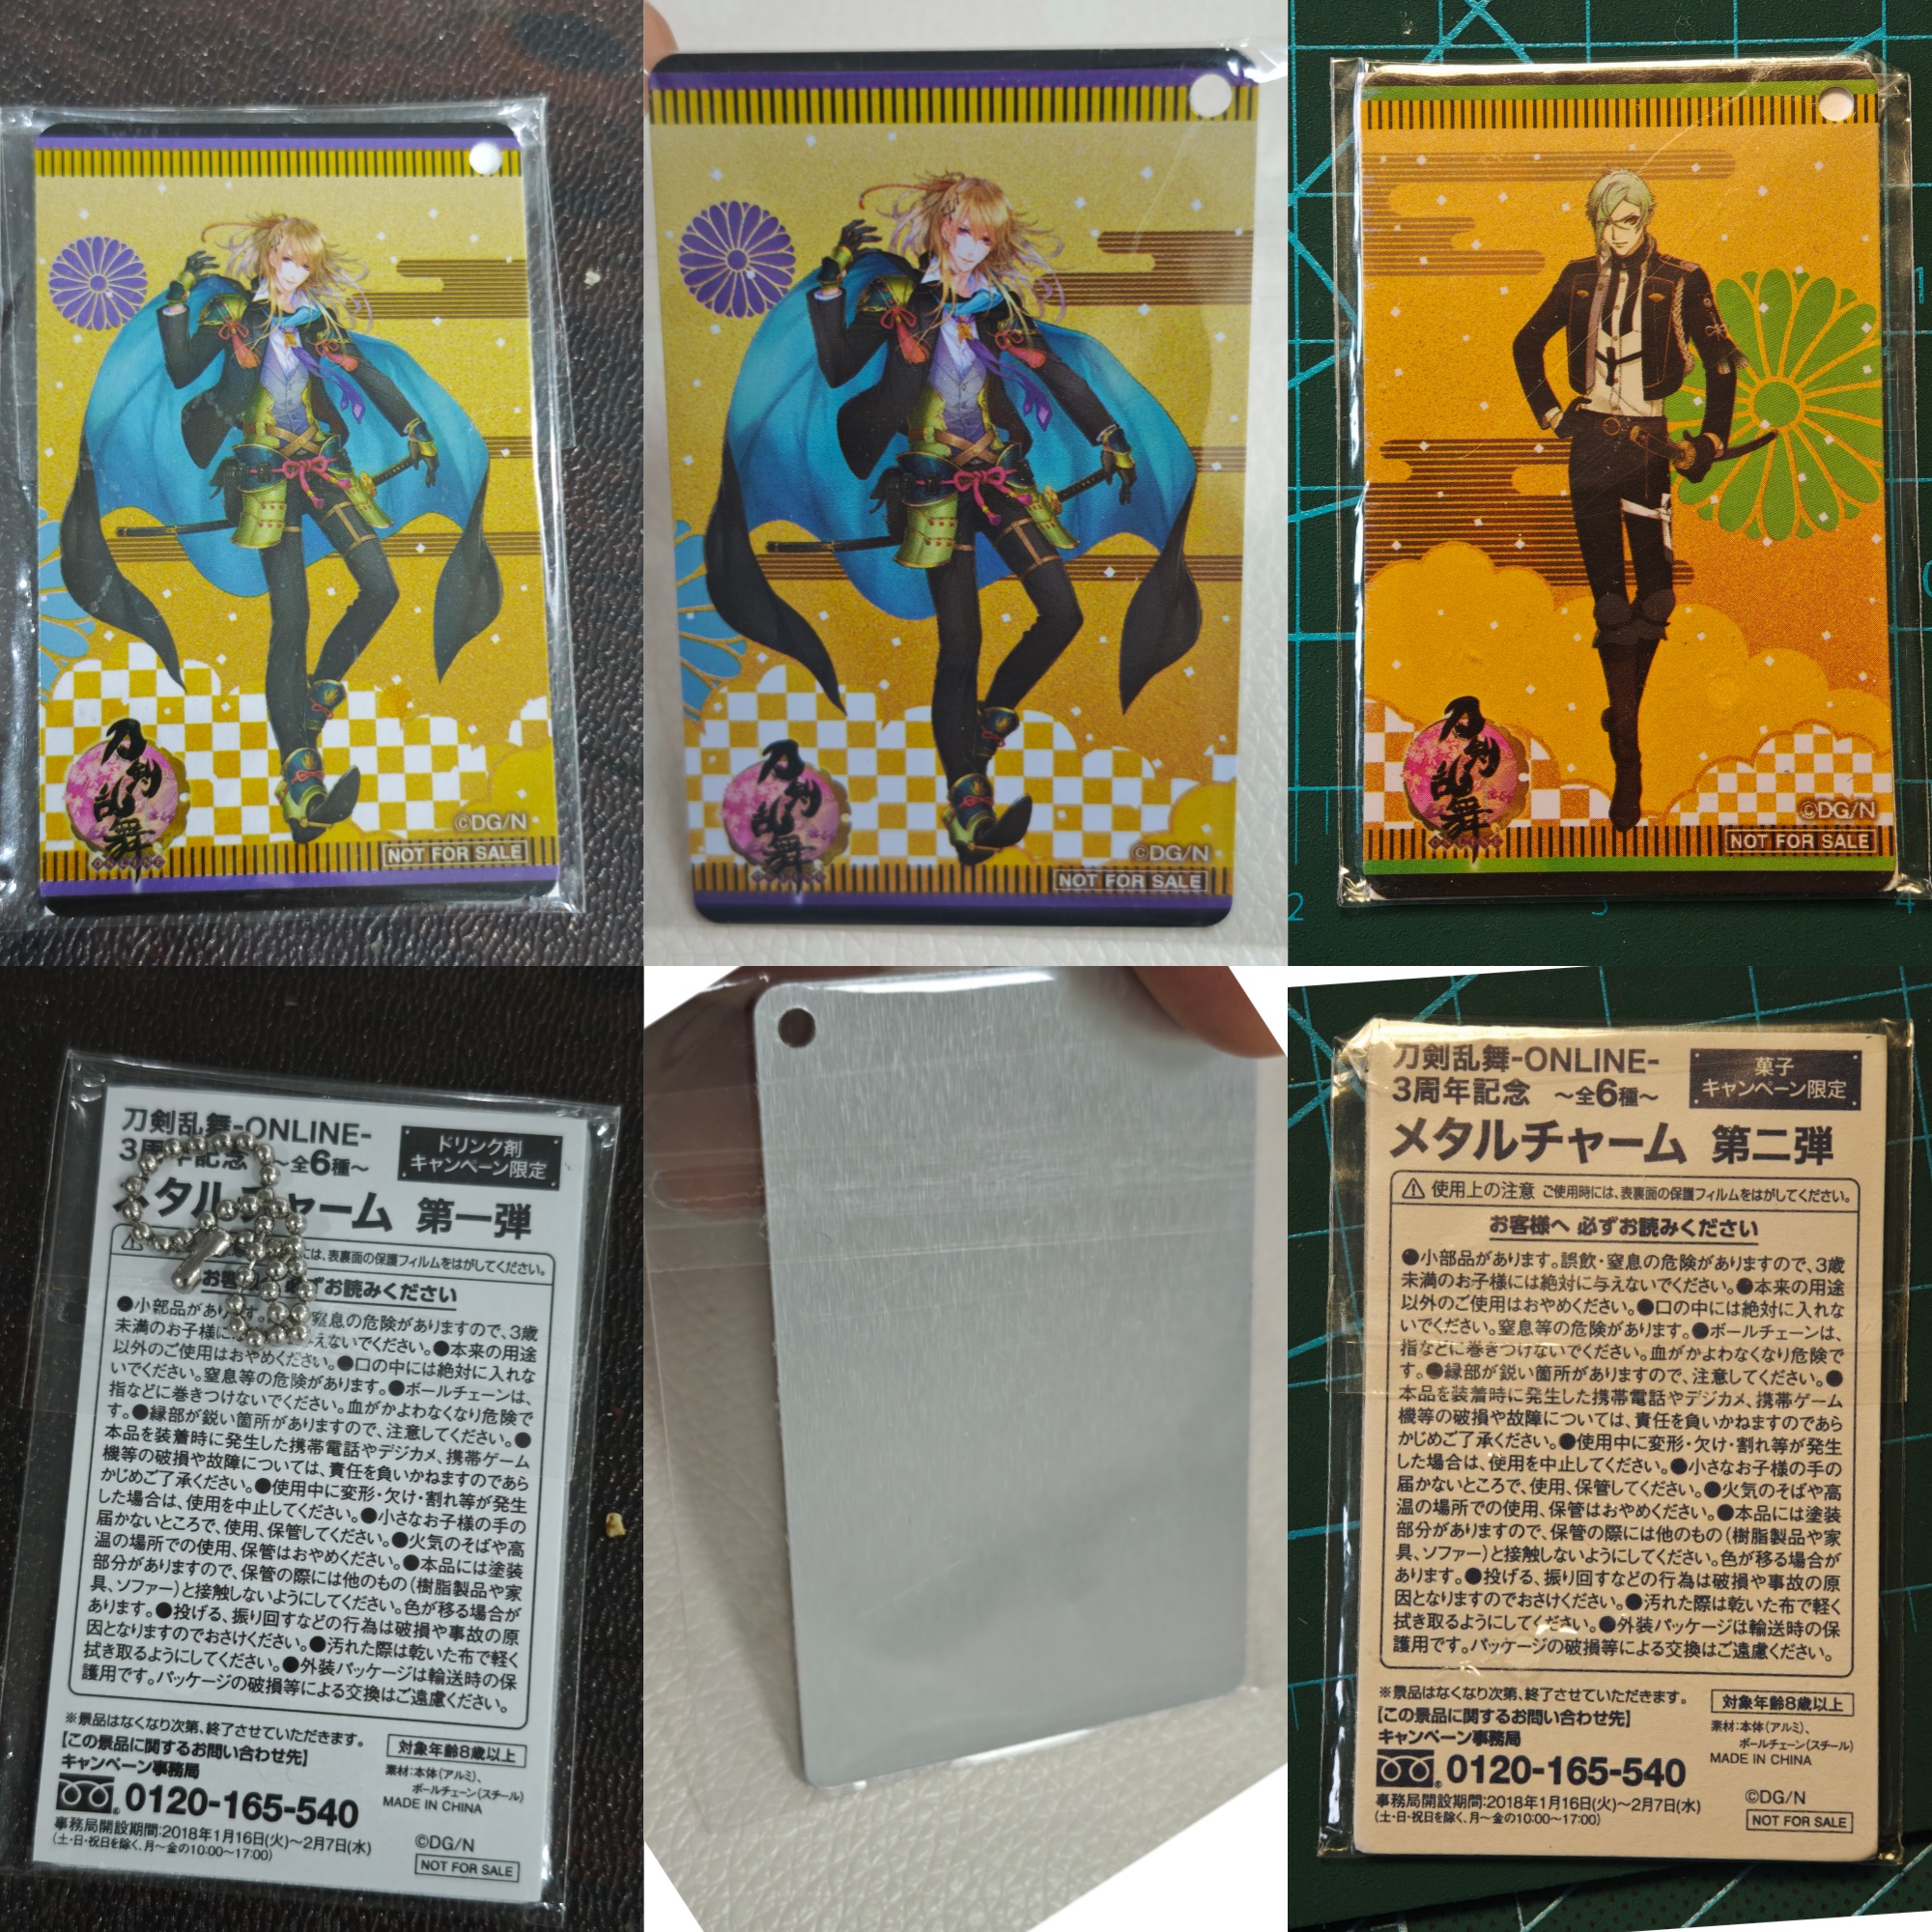 刀剣乱舞
ONLINE
©DG/N
NOT FOR SALE
刀剣乱舞
©DG/N
NOT FOR SALE
刀剣乱舞
ONLINE
©DG/N
NOT FOR SALE
2
3
4
1
0
刀剣乱舞-ONLINE-
3周年記念 ~全6種~
ドリンク剤
キャンペーン限定
メタルチャーム 第一弾
には、表裏面の保護フィルムをはがしてください。
お客様へ 必ずお読みください
●小部品があります。 窒息の危険がありますので、3歳
未満のお子様に 与えないでください。●本来の用途
以外のご使用はおやめください。●口の中には絶対に入れな
いでください。窒息等の危険があります。●ボールチェーンは、
指などに巻きつけないでください。血がかよわなくなり危険で
す。●縁部が鋭い箇所がありますので、注意してください。●
本品を装着時に発生した携帯電話やデジカメ、携帯ゲーム
機等の破損や故障については、責任を負いかねますのであら
かじめご了承ください。●使用中に変形・欠け・割れ等が発生
した場合は、使用を中止してください。●小さなお子様の手の
届かないところで、使用、保管してください。●火気のそばや高
温の場所での使用、保管はおやめください。●本品には塗装
部分がありますので、保管の際には他のもの(樹脂製品や家
具、ソファー)と接触しないようにしてください。色が移る場合が
あります。●投げる、振り回すなどの行為は破損や事故の原
因となりますのでおさけください。●汚れた際は乾いた布で軽く
拭き取るようにしてください。●外装パッケージは輸送時の保
護用です。パッケージの破損等による交換はご遠慮ください。
※景品はなくなり次第、終了させていただきます。
【この景品に関するお問い合わせ先】
キャンペーン事務局
0120-165-540
事務局開設期間:2018年1月16日(火)~2月7日(水)
(土・日・祝日を除く、月~金の10:00~17:00)
対象年齢8歳以上
素材:本体(アルミ)、
ボールチェーン(スチール)
MADE IN CHINA
©DG/N
NOT FOR SALE
刀剣乱舞-ONLINE-
3周年記念 ~全6種~
菓子
キャンペーン限定
メタルチャーム 第二弾
使用上の注意 ご使用時には、表裏面の保護フィルムをはがしてください。
お客様へ 必ずお読みください
●小部品があります。誤飲・窒息の危険がありますので、3歳
未満のお子様には絶対に与えないでください。●本来の用途
以外のご使用はおやめください。●口の中には絶対に入れな
いでください。窒息等の危険があります。●ボールチェーンは、
指などに巻きつけないでください。血がかよわなくなり危険で
す。●縁部が鋭い箇所がありますので、注意してください。●
本品を装着時に発生した携帯電話やデジカメ、携帯ゲーム
機等の破損や故障については、責任を負いかねますのであら
かじめご了承ください。●使用中に変形・欠け・割れ等が発生
した場合は、使用を中止してください。●小さなお子様の手の
届かないところで、使用、保管してください。●火気のそばや高
温の場所での使用、保管はおやめください。●本品には塗装
部分がありますので、保管の際には他のもの(樹脂製品や家
具、ソファー)と接触しないようにしてください。色が移る場合が
あります。●投げる、振り回すなどの行為は破損や事故の原
因となりますのでおさけください。●汚れた際は乾いた布で軽く
拭き取るようにしてください。●外装パッケージは輸送時の保
護用です。パッケージの破損等による交換はご遠慮ください。
※景品はなくなり次第、終了させていただきます。
【この景品に関するお問い合わせ先】
キャンペーン事務局
0120-165-540
事務局開設期間:2018年1月16日(火)~2月7日(水)
(土・日・祝日を除く、月~金の10:00~17:00)
対象年齢8歳以上
素材:本体(アルミ)、
ボールチェーン(スチール)
MADE IN CHINA
©DG/N
NOT FOR SALE